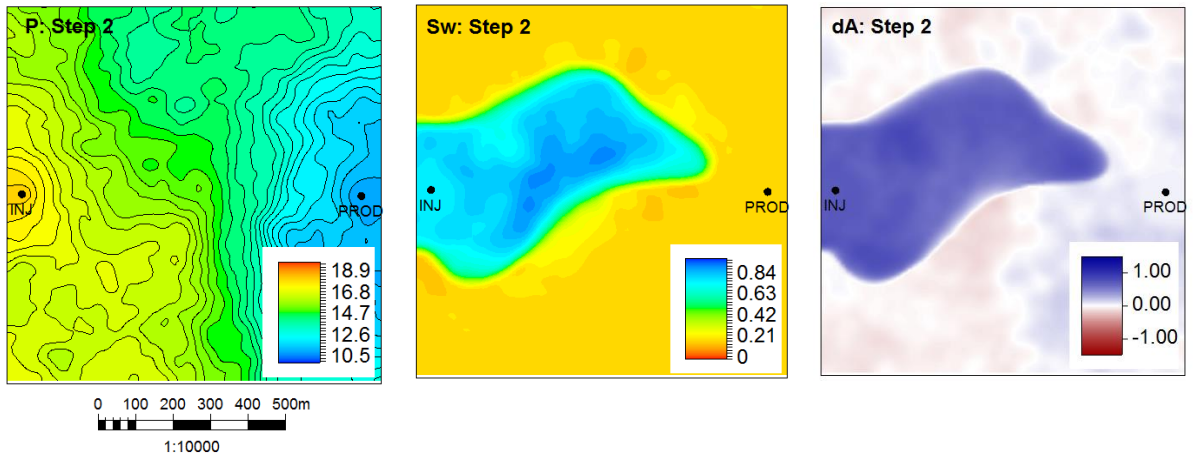 P: Step 2
INJ
PROD
18.9
16.8
14.7
12.6
10.5
0 100 200 300 400 500m
1:10000
Sw: Step 2
INJ
PROD
0.84
0.63
0.42
0.21
0
dA: Step 2
INJ
PROD
1.00
0.00
-1.00